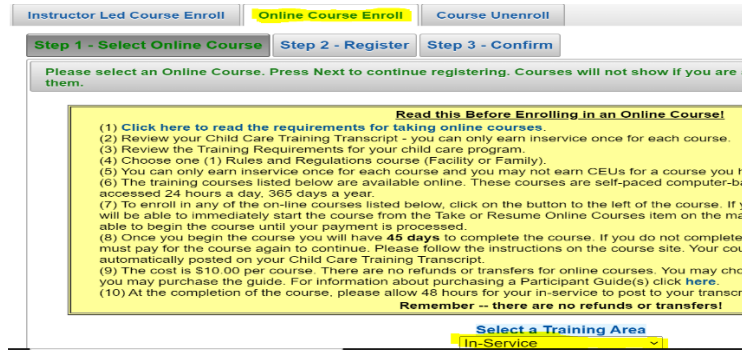 Instructor Led Course Enroll Online Course Enroll Course Unenroll
Step 1 - Select Online Course Step 2 - Register Step 3 - Confirm
Please select an Online Course. Press Next to continue registering. Courses will not show if you are
them.
Read this Before Enrolling in an Online Course!
(1) Click here to read the requirements for taking online courses.
(2) Review your Child Care Training Transcript - you can only earn inservice once for each course.
(3) Review the Training Requirements for your child care program.
(4) Choose one (1) Rules and Regulations course (Facility or Family).
(5) You can only earn inservice once for each course and you may not earn CEUs for a course you h
(6) The training courses listed below are available online. These courses are self-paced computer-ba
accessed 24 hours a day, 365 days a year.
(7) To enroll in any of the on-line courses listed below, click on the button to the left of the course. If y
will be able to immediately start the course from the Take or Resume Online Courses item on the ma
able to begin the course until your payment is processed.
(8) Once you begin the course you will have 45 days to complete the course. If you do not complete
must pay for the course again to continue. Please follow the instructions on the course site. Your cou
automatically posted on your Child Care Training Transcript.
(9) The cost is $10.00 per course. There are no refunds or transfers for online courses. You may cho
you may purchase the guide. For information about purchasing a Participant Guide(s) click here.
(10) At the completion of the course, please allow 48 hours for your in-service to post to your transcr
Remember -- there are no refunds or transfers!
Select a Training Area
In-Service